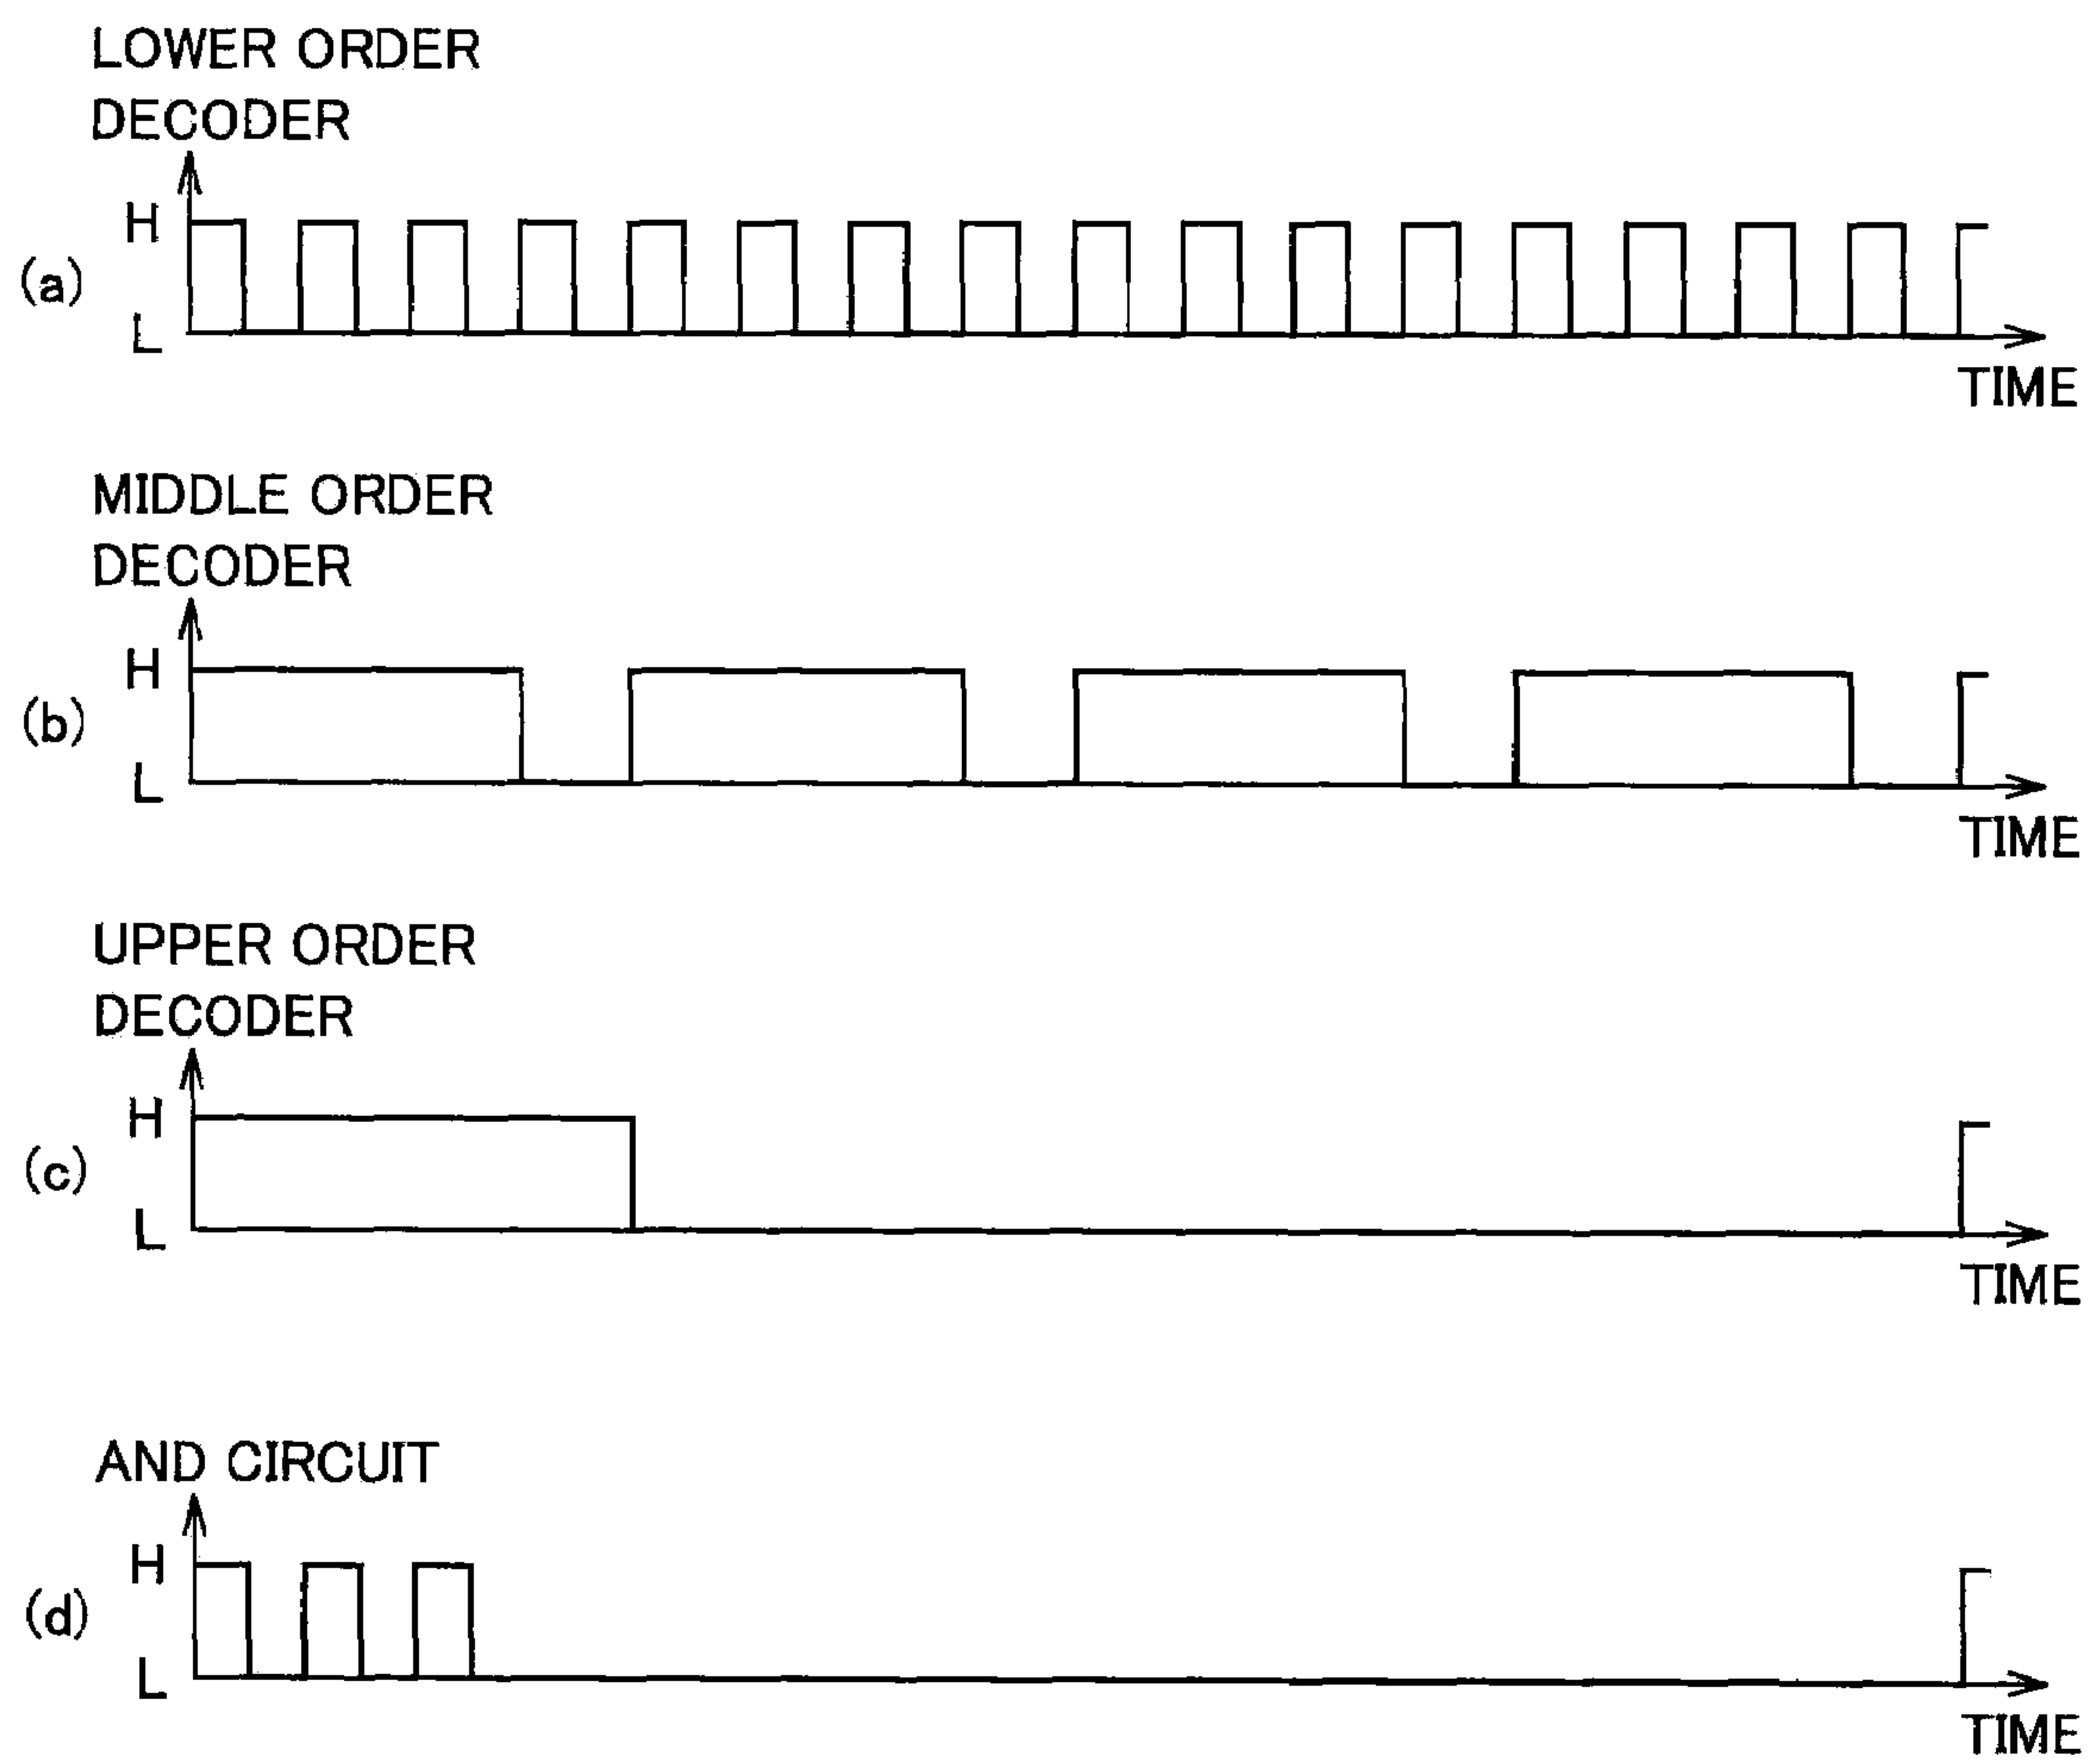 LOWER ORDER
DECODER
H
(a)
L
TIME
MIDDLE ORDER
DECODER
H
(b)
L
TIME
UPPER ORDER
DECODER
H
(c)
L
TIME
AND CIRCUIT
H
(d)
L
TIME